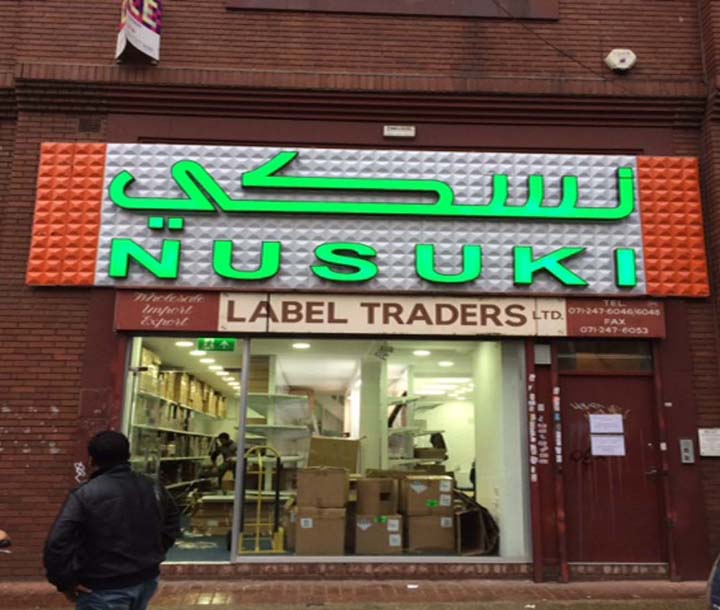 نسكي
NUSUKI
Wholesale
Import
Export
LABEL TRADERS LTD.
TEL.
071-247-6046/6048
FAX
071-247-6053